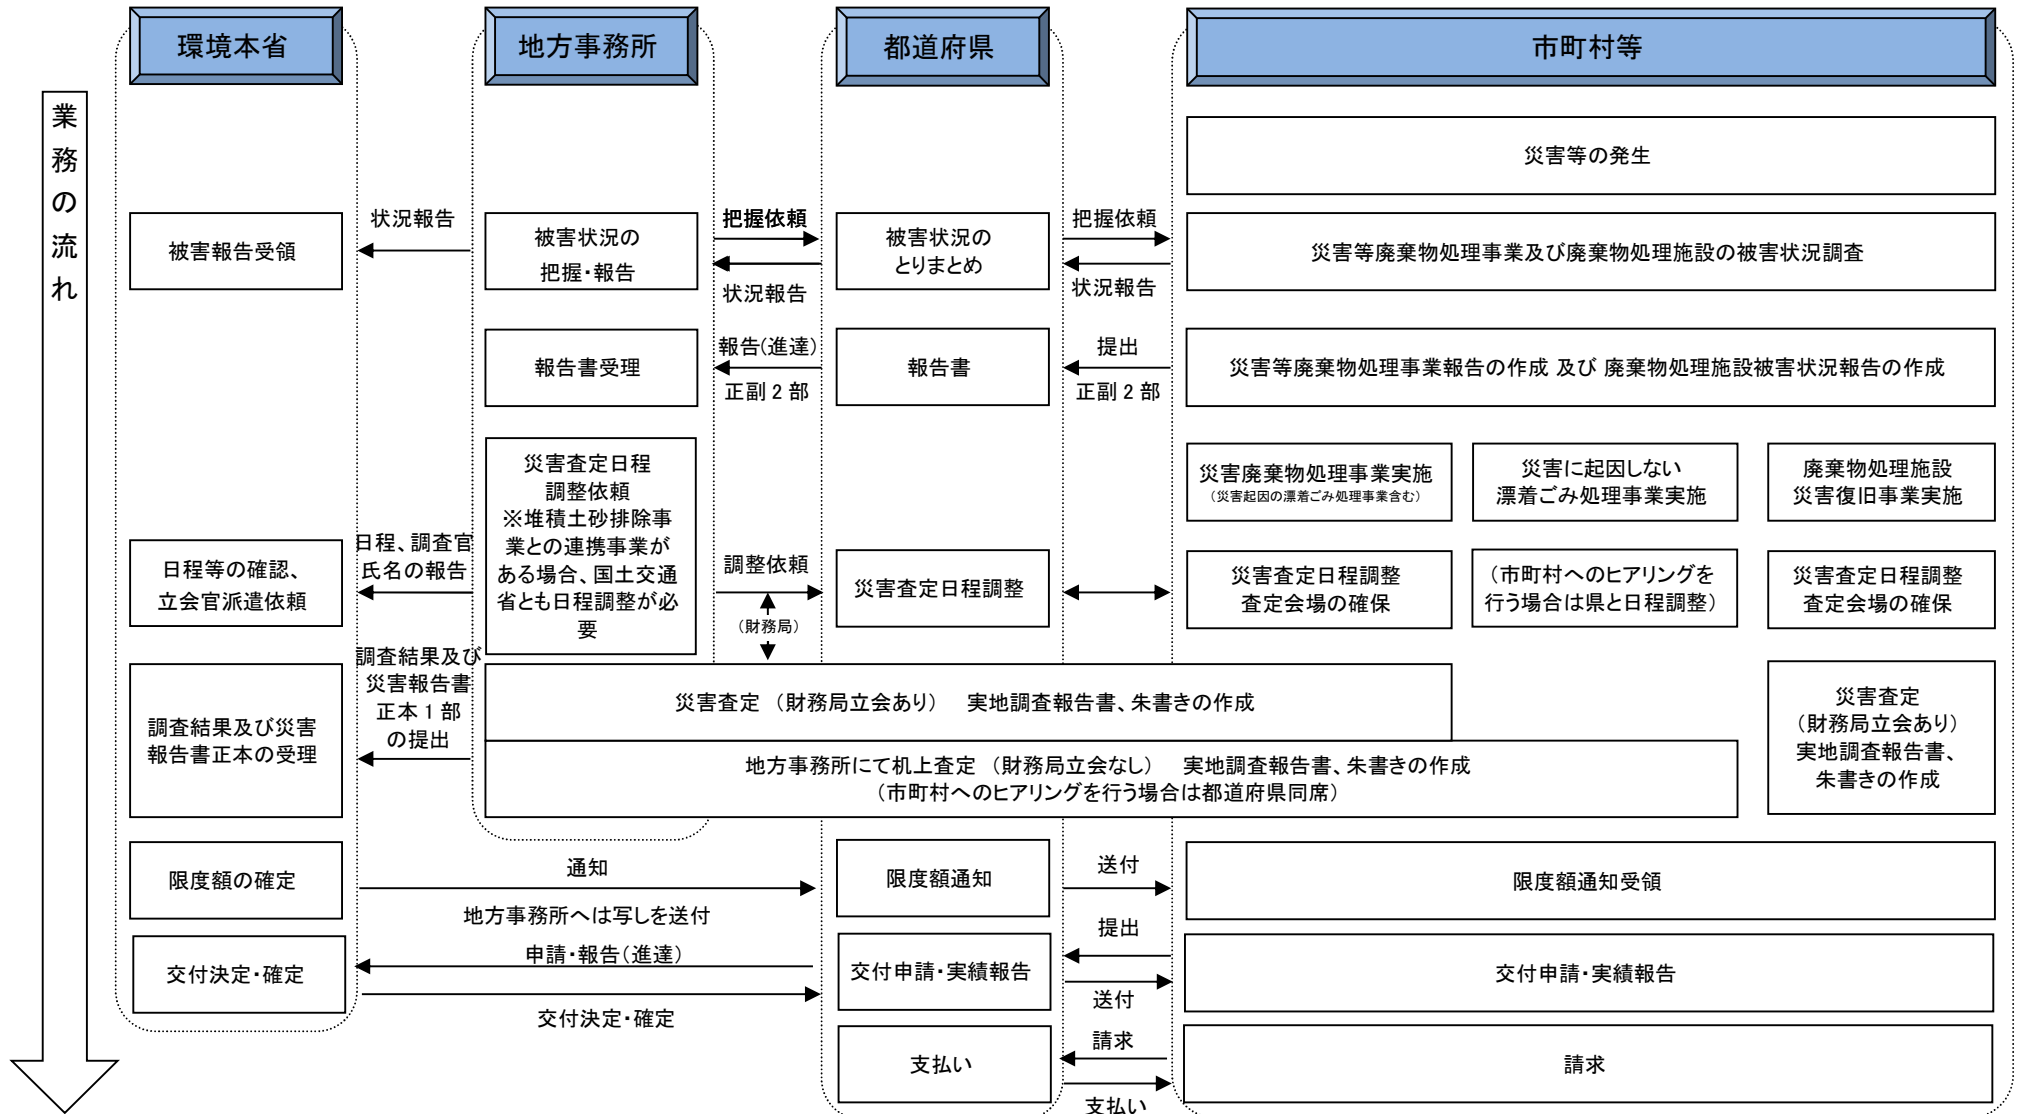 環境本省
地方事務所
都道府県
市町村等
業務の流れ
災害等の発生
被害報告受領
状況報告
被害状況の
把握・報告
把握依頼
状況報告
被害状況の
とりまとめ
把握依頼
状況報告
災害等廃棄物処理事業及び廃棄物処理施設の被害状況調査
報告書受理
報告(進達)
正副2部
報告書
提出
正副2部
災害等廃棄物処理事業報告の作成 及び 廃棄物処理施設被害状況報告の作成
災害査定日程
調整依頼
※堆積土砂排除事
業との連携事業が
ある場合、国土交通
省とも日程調整が必
要
災害廃棄物処理事業実施
(災害起因の漂着ごみ処理事業含む)
災害に起因しない
漂着ごみ処理事業実施
廃棄物処理施設
災害復旧事業実施
日程等の確認、
立会官派遣依頼
日程、調査官
氏名の報告
調整依頼
(財務局)
災害査定日程調整
災害査定日程調整
査定会場の確保
(市町村へのヒアリングを
行う場合は県と日程調整)
災害査定日程調整
査定会場の確保
調査結果及び災害
報告書正本の受理
調査結果及び
災害報告書
正本1部
の提出
災害査定 (財務局立会あり) 実地調査報告書、朱書きの作成
地方事務所にて机上査定 (財務局立会なし) 実地調査報告書、朱書きの作成
(市町村へのヒアリングを行う場合は都道府県同席)
災害査定
(財務局立会あり)
実地調査報告書、
朱書きの作成
限度額の確定
通知
地方事務所へは写しを送付
限度額通知
送付
限度額通知受領
交付決定・確定
申請・報告(進達)
交付決定・確定
交付申請・実績報告
提出
送付
交付申請・実績報告
支払い
請求
支払い
請求